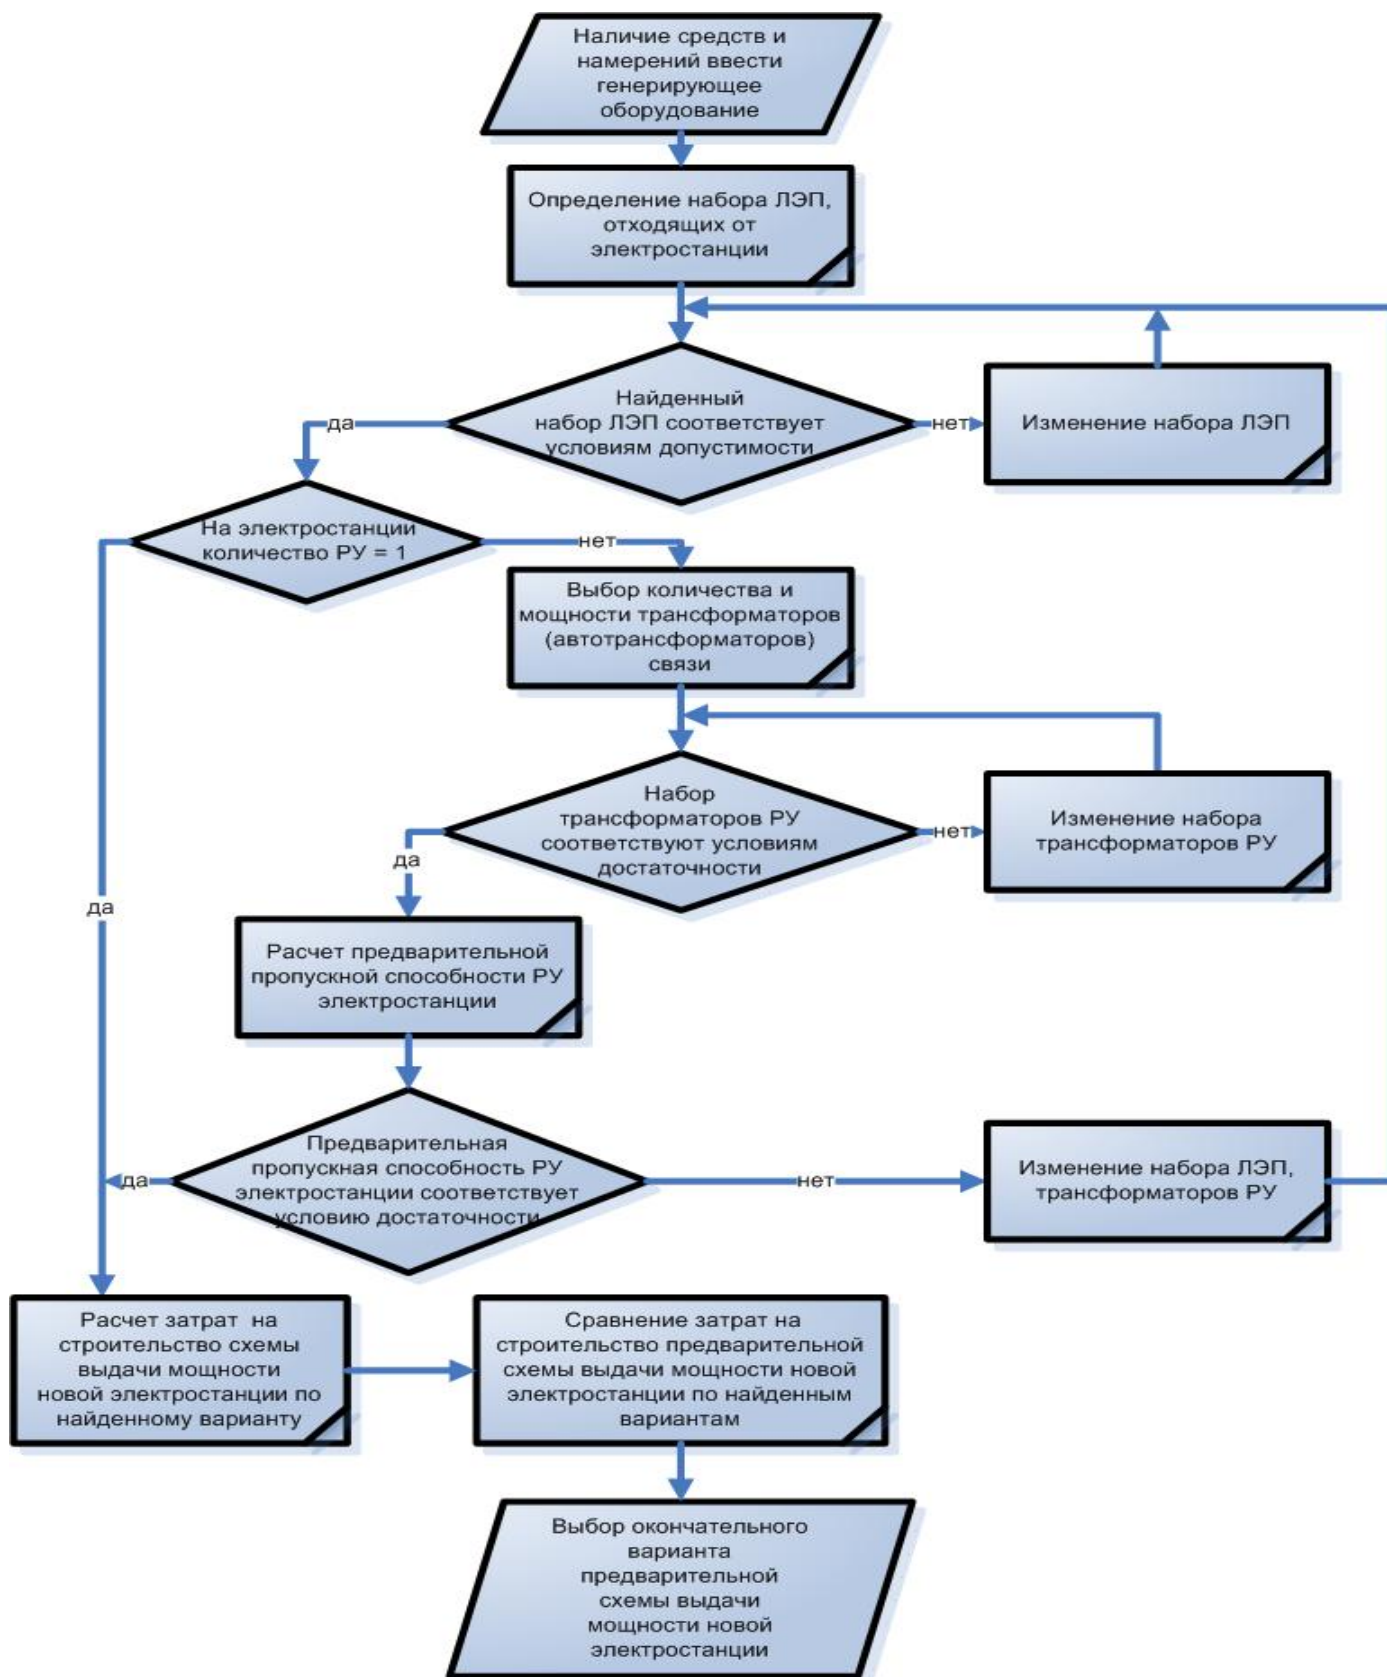 Наличие средств и
намерений ввести
генерирующее
оборудование
Определение набора ЛЭП,
отходящих от
электростанции
Найденный
набор ЛЭП соответствует
условиям допустимости
да
нет
Изменение набора ЛЭП
На электростанции
количество РУ = 1
нет
Выбор количества и
мощности трансформаторов
(автотрансформаторов)
связи
Набор
трансформаторов РУ
соответствуют условиям
достаточности
нет
Изменение набора
трансформаторов РУ
да
да
Расчет предварительной
пропускной способности РУ
электростанции
Предварительная
пропускная способность РУ
электростанции соответствует
условию достаточности
да
нет
Изменение набора ЛЭП,
трансформаторов РУ
Расчет затрат на
строительство схемы
выдачи мощности
новой электростанции по
найденному варианту
Сравнение затрат на
строительство предварительной
схемы выдачи мощности новой
электростанции по найденным
вариантам
Выбор окончательного
варианта
предварительной
схемы выдачи
мощности новой
электростанции